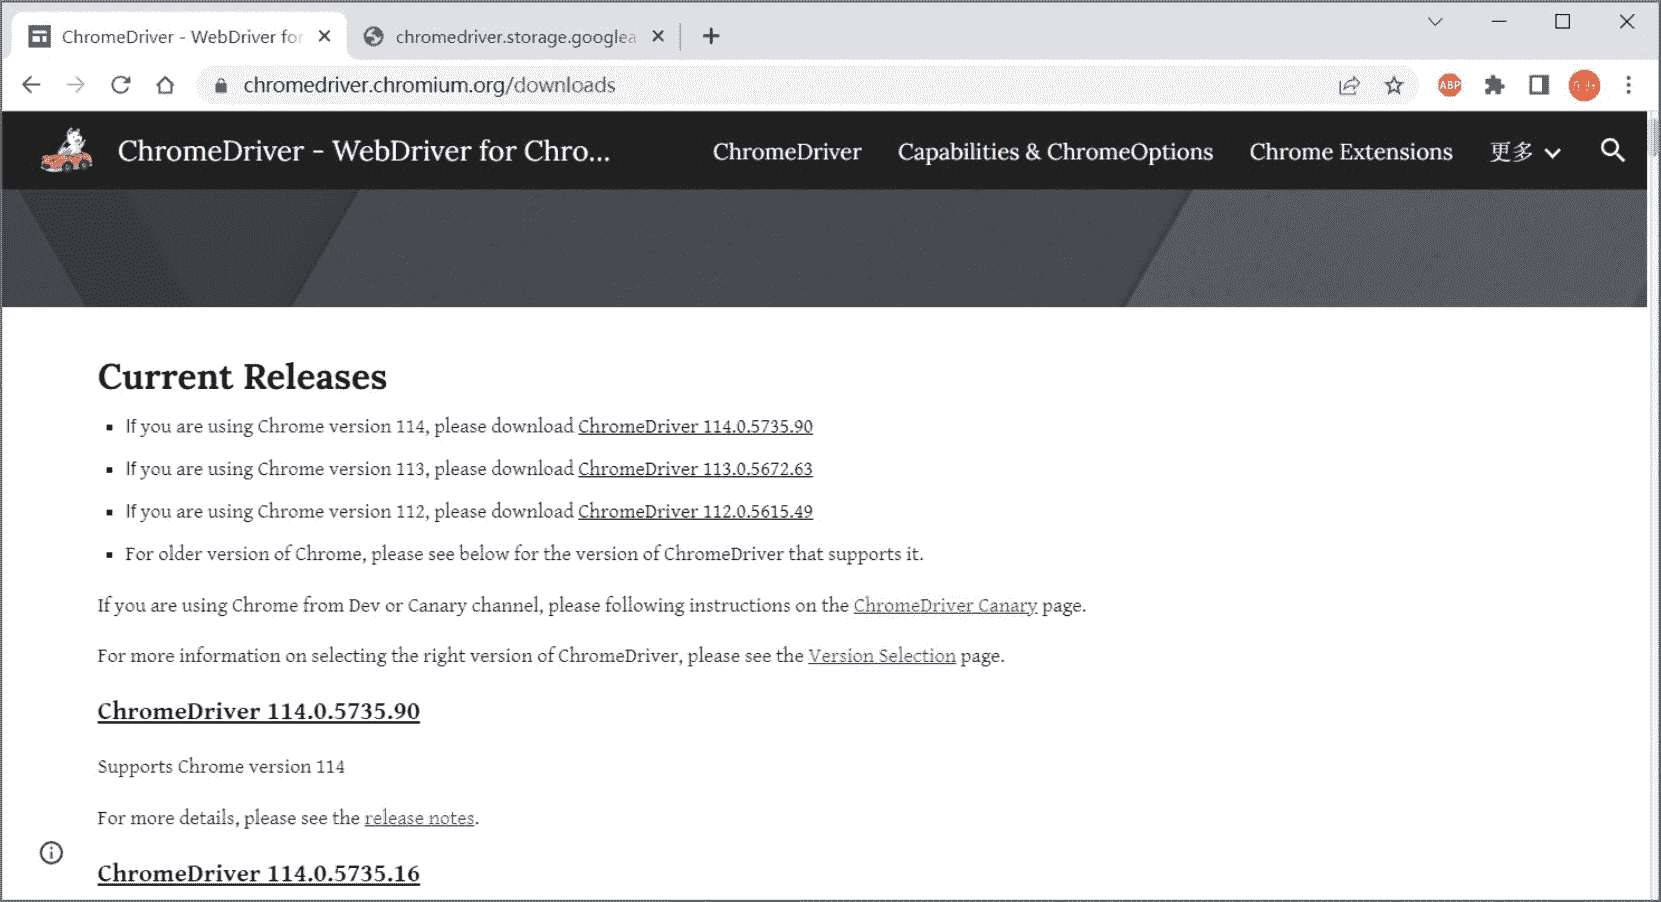 ChromeDriver - WebDriver for
chromedriver.storage.googlea
chromedriver.chromium.org/downloads
ABP
ChromeDriver - WebDriver for Chro...
ChromeDriver
Capabilities & ChromeOptions
Chrome Extensions
更多
Current Releases
If you are using Chrome version 114, please download ChromeDriver 114.0.5735.90
If you are using Chrome version 113, please download ChromeDriver 113.0.5672.63
If you are using Chrome version 112, please download ChromeDriver 112.0.5615.49
For older version of Chrome, please see below for the version of ChromeDriver that supports it.
If you are using Chrome from Dev or Canary channel, please following instructions on the ChromeDriver Canary page.
For more information on selecting the right version of ChromeDriver, please see the Version Selection page.
ChromeDriver 114.0.5735.90
Supports Chrome version 114
For more details, please see the release notes.
ChromeDriver 114.0.5735.16